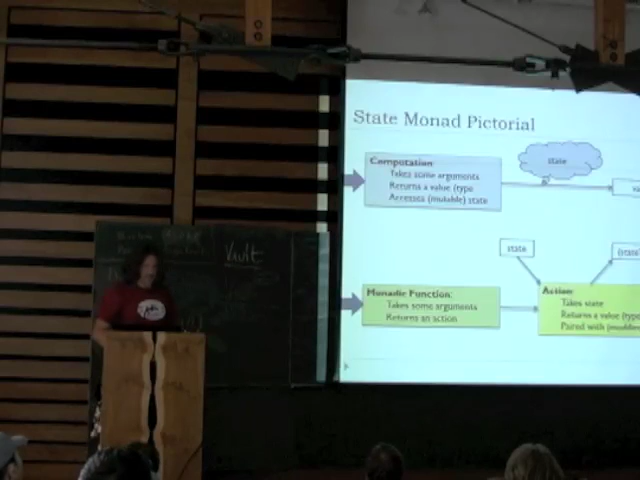 State Monad Pictorial
Computation:
Takes some arguments
Returns a value (type
Accesses (mutable) state
state
state
(state
Monadic Function:
Takes some arguments
Returns an action
Action:
Takes state
Returns a value (type
Paired with (modified
Vault